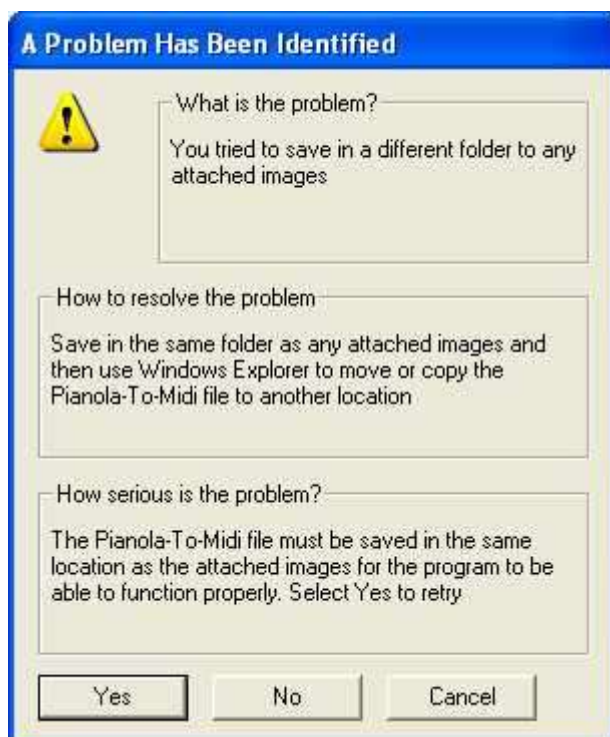 A Problem Has Been Identified
What is the problem?
You tried to save in a different folder to any
attached images
How to resolve the problem
Save in the same folder as any attached images and
then use Windows Explorer to move or copy the
Pianola-To-Midi file to another location
How serious is the problem?
The Pianola-To-Midi file must be saved in the same
location as the attached images for the program to be
able to function properly. Select Yes to retry
Yes
No
Cancel